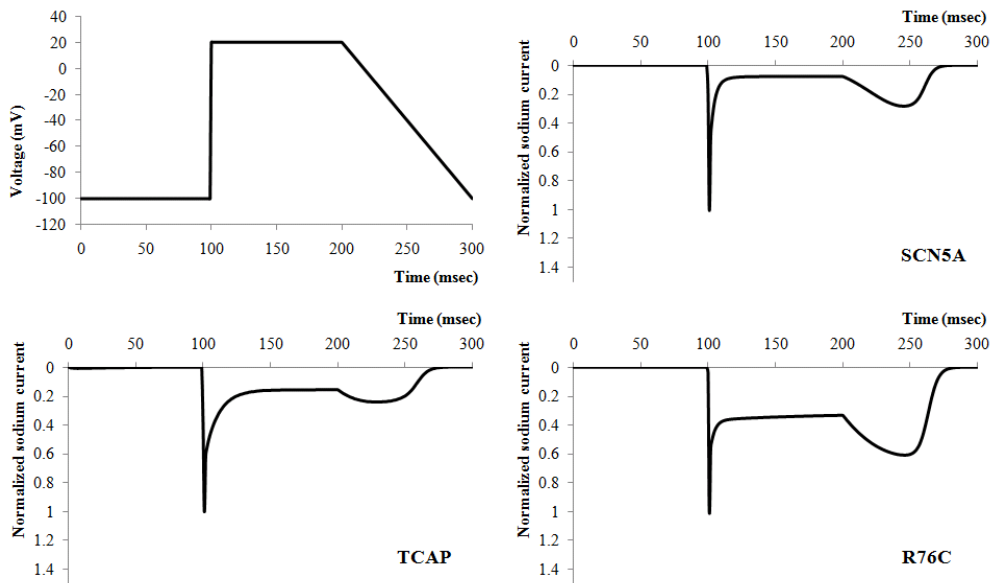 40
20
0
-20
-40
-60
-80
-100
-120
Voltage (mV)
0 50 100 150 200 250 300
Time (msec)
Time (msec)
0 50 100 150 200 250 300
0
0.2
0.4
0.6
0.8
1
1.2
1.4
Normalized sodium current
SCN5A
Time (msec)
0 50 100 150 200 250 300
0
0.2
0.4
0.6
0.8
1
1.2
1.4
Normalized sodium current
TCAP
Time (msec)
0 50 100 150 200 250 300
0
0.2
0.4
0.6
0.8
1
1.2
1.4
Normalized sodium current
R76C